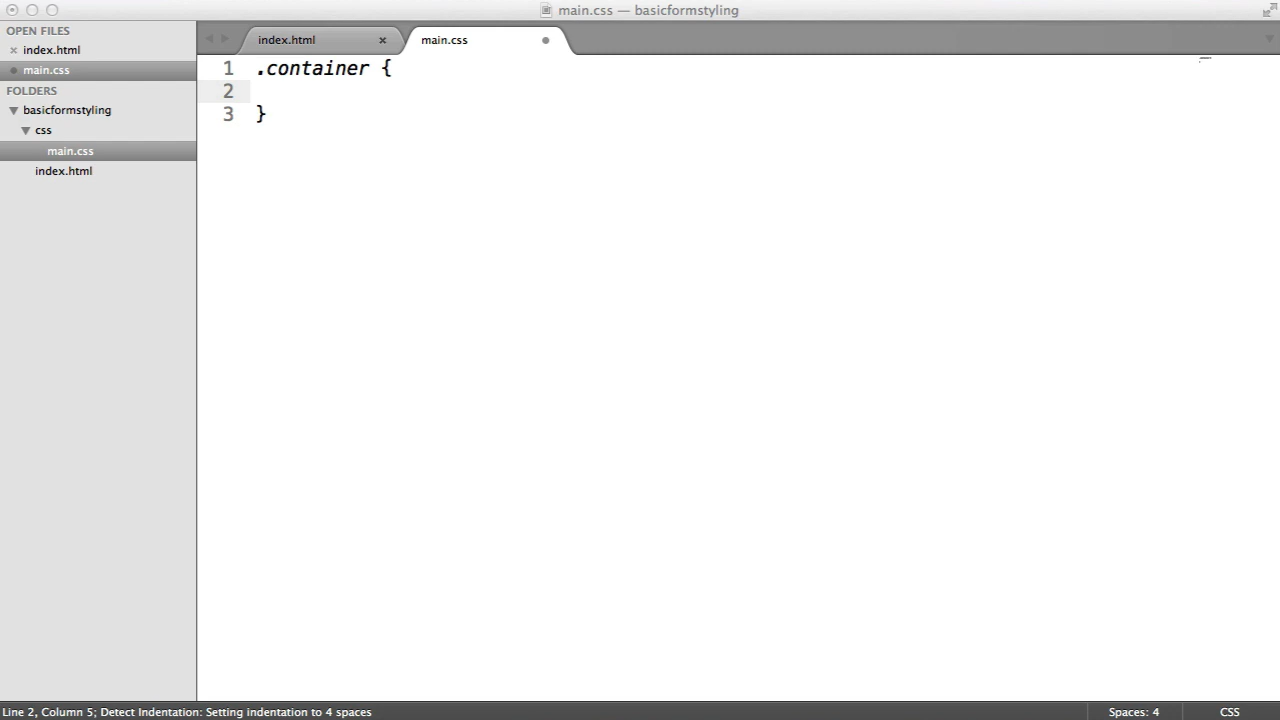 main.css — basicformstyling
OPEN FILES
index.html
main.css
FOLDERS
basicformstyling
css
main.css
index.html
index.html
main.css
1 .container {
2
3 }
Line 2, Column 5; Detect Indentation: Setting indentation to 4 spaces
Spaces: 4
CSS